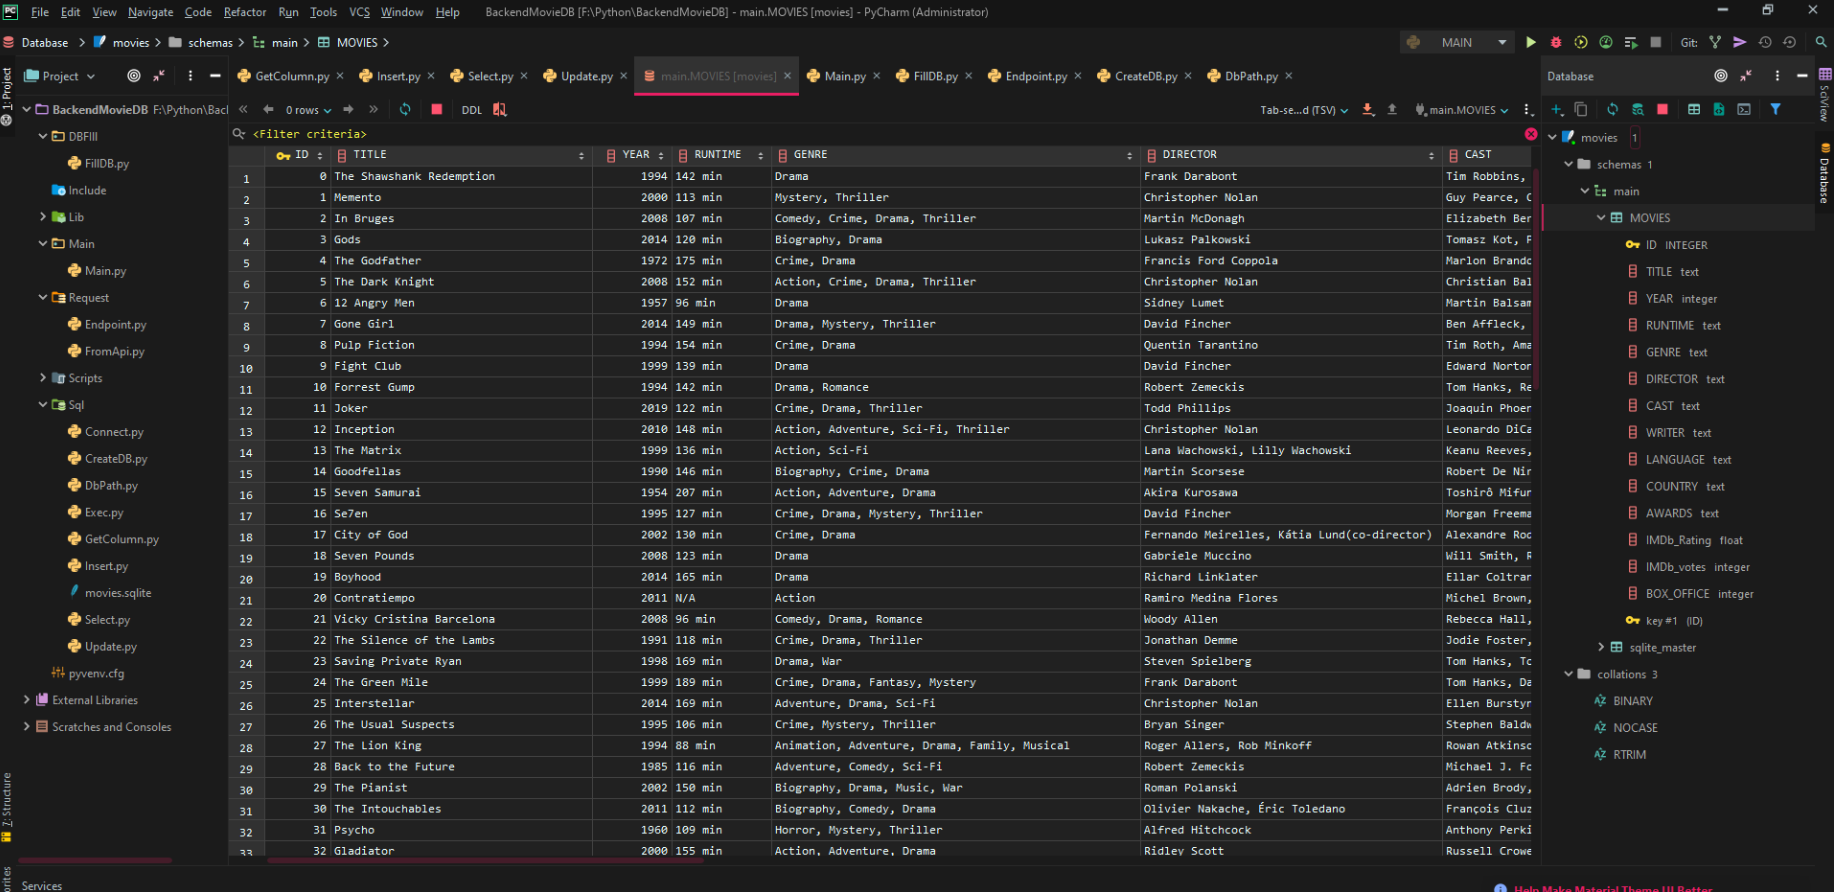 File Edit View Navigate Code Refactor Run Tools VCS Window Help BackendMovieDB [F:\Python\BackendMovieDB] - main.MOVIES [movies] - PyCharm (Administrator)
Database movies schemas main MOVIES MAIN Git:
1: Project
Project
GetColumn.py Insert.py Select.py Update.py main.MOVIES [movies] Main.py FillDB.py Endpoint.py CreateDB.py DbPath.py
Database
0 rows DDL Tab-se...d (TSV) main.MOVIES
<Filter criteria>
BackendMovieDB F:\Python\Bac
DBFill
FillDB.py
Include
Lib
Main
Main.py
Request
Endpoint.py
FromApi.py
Scripts
Sql
Connect.py
CreateDB.py
DbPath.py
Exec.py
GetColumn.py
Insert.py
movies.sqlite
Select.py
Update.py
pyvenv.cfg
External Libraries
Scratches and Consoles
ID TITLE YEAR RUNTIME GENRE DIRECTOR CAST
1 0 The Shawshank Redemption 1994 142 min Drama Frank Darabont Tim Robbins,
2 1 Memento 2000 113 min Mystery, Thriller Christopher Nolan Guy Pearce, C
3 2 In Bruges 2008 107 min Comedy, Crime, Drama, Thriller Martin McDonagh Elizabeth Ber
4 3 Gods 2014 120 min Biography, Drama Lukasz Palkowski Tomasz Kot, P
5 4 The Godfather 1972 175 min Crime, Drama Francis Ford Coppola Marlon Brando
6 5 The Dark Knight 2008 152 min Action, Crime, Drama, Thriller Christopher Nolan Christian Bal
7 6 12 Angry Men 1957 96 min Drama Sidney Lumet Martin Balsam
8 7 Gone Girl 2014 149 min Drama, Mystery, Thriller David Fincher Ben Affleck,
9 8 Pulp Fiction 1994 154 min Crime, Drama Quentin Tarantino Tim Roth, Ama
10 9 Fight Club 1999 139 min Drama David Fincher Edward Norton
11 10 Forrest Gump 1994 142 min Drama, Romance Robert Zemeckis Tom Hanks, Re
12 11 Joker 2019 122 min Crime, Drama, Thriller Todd Phillips Joaquin Phoen
13 12 Inception 2010 148 min Action, Adventure, Sci-Fi, Thriller Christopher Nolan Leonardo DiCa
14 13 The Matrix 1999 136 min Action, Sci-Fi Lana Wachowski, Lilly Wachowski Keanu Reeves,
15 14 Goodfellas 1990 146 min Biography, Crime, Drama Martin Scorsese Robert De Nir
16 15 Seven Samurai 1954 207 min Action, Adventure, Drama Akira Kurosawa Toshirô Mifun
17 16 Se7en 1995 127 min Crime, Drama, Mystery, Thriller David Fincher Morgan Freema
18 17 City of God 2002 130 min Crime, Drama Fernando Meirelles, Kátia Lund(co-director) Alexandre Rod
19 18 Seven Pounds 2008 123 min Drama Gabriele Muccino Will Smith, R
20 19 Boyhood 2014 165 min Drama Richard Linklater Ellar Coltran
21 20 Contratiempo 2011 N/A Action Ramiro Medina Flores Michel Brown,
22 21 Vicky Cristina Barcelona 2008 96 min Comedy, Drama, Romance Woody Allen Rebecca Hall,
23 22 The Silence of the Lambs 1991 118 min Crime, Drama, Thriller Jonathan Demme Jodie Foster,
24 23 Saving Private Ryan 1998 169 min Drama, War Steven Spielberg Tom Hanks, To
25 24 The Green Mile 1999 189 min Crime, Drama, Fantasy, Mystery Frank Darabont Tom Hanks, Da
26 25 Interstellar 2014 169 min Adventure, Drama, Sci-Fi Christopher Nolan Ellen Burstyn
27 26 The Usual Suspects 1995 106 min Crime, Mystery, Thriller Bryan Singer Stephen Baldw
28 27 The Lion King 1994 88 min Animation, Adventure, Drama, Family, Musical Roger Allers, Rob Minkoff Rowan Atkinso
29 28 Back to the Future 1985 116 min Adventure, Comedy, Sci-Fi Robert Zemeckis Michael J. Fo
30 29 The Pianist 2002 150 min Biography, Drama, Music, War Roman Polanski Adrien Brody,
31 30 The Intouchables 2011 112 min Biography, Comedy, Drama Olivier Nakache, Éric Toledano François Cluz
32 31 Psycho 1960 109 min Horror, Mystery, Thriller Alfred Hitchcock Anthony Perki
33 32 Gladiator 2000 155 min Action, Adventure, Drama Ridley Scott Russell Crowe
movies 1
schemas 1
main
MOVIES
ID INTEGER
TITLE text
YEAR integer
RUNTIME text
GENRE text
DIRECTOR text
CAST text
WRITER text
LANGUAGE text
COUNTRY text
AWARDS text
IMDb_Rating float
IMDb_votes integer
BOX_OFFICE integer
key #1 (ID)
sqlite_master
collations 3
BINARY
NOCASE
RTRIM
SciView
Database
7: Structure
Services
Help Make Material Theme UI Better